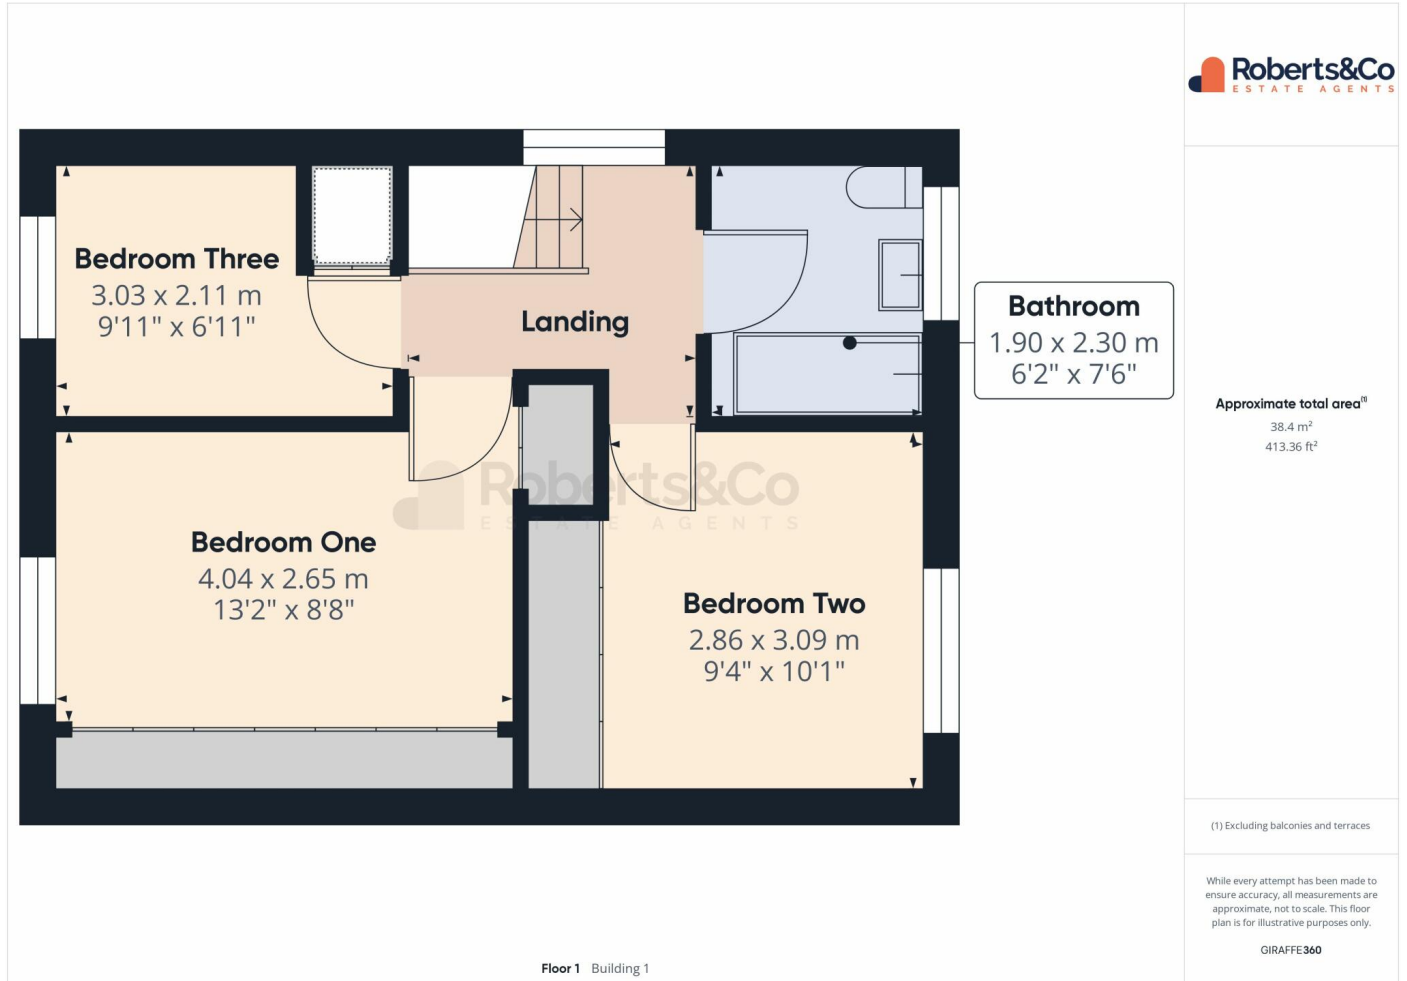 Roberts&Co
ESTATE AGENTS
Bedroom Three
3.03 x 2.11 m
9'11" x 6'11"
Landing
Bathroom
1.90 x 2.30 m
6'2" x 7'6"
Approximate total area(1)
38.4 m²
413.36 ft²
Roberts&Co
ESTATE AGENTS
Bedroom One
4.04 x 2.65 m
13'2" x 8'8"
Bedroom Two
2.86 x 3.09 m
9'4" x 10'1"
(1) Excluding balconies and terraces
While every attempt has been made to
ensure accuracy, all measurements are
approximate, not to scale. This floor
plan is for illustrative purposes only.
GIRAFFE360
Floor 1 Building 1